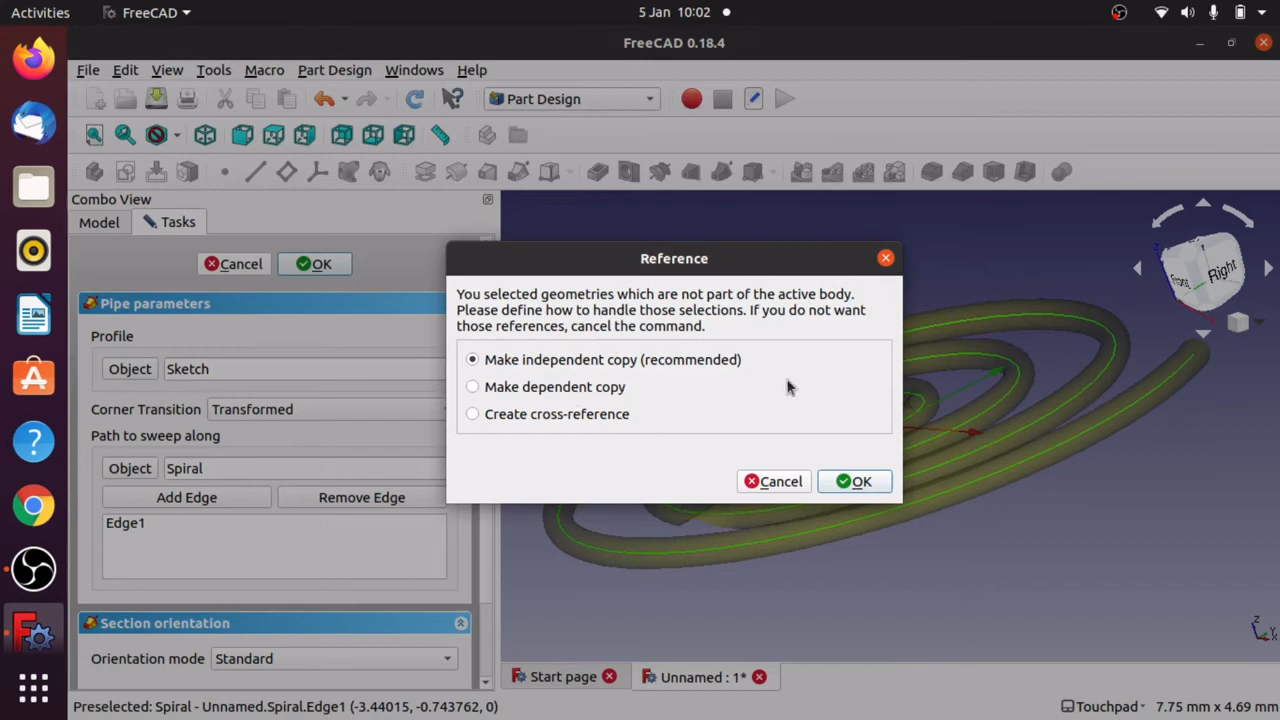 Activities FreeCAD 5 Jan 10:02
FreeCAD 0.18.4
File Edit View Tools Macro Part Design Windows Help
Part Design
Combo View
Model Tasks
Cancel OK
Pipe parameters
Profile
Object Sketch
Corner Transition Transformed
Path to sweep along
Object Spiral
Add Edge Remove Edge
Edge1
Section orientation
Orientation mode Standard
Reference
You selected geometries which are not part of the active body.
Please define how to handle those selections. If you do not want
those references, cancel the command.
Make independent copy (recommended)
Make dependent copy
Create cross-reference
Cancel OK
Front Right
Z
Z
Y
Start page Unnamed : 1*
Preselected: Spiral - Unnamed.Spiral.Edge1 (-3.44015, -0.743762, 0) Touchpad 7.75 mm x 4.69 mm